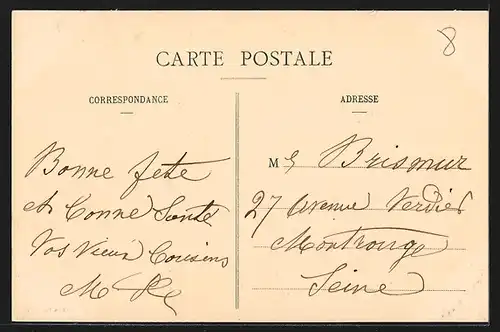 8
CARTE POSTALE
CORRESPONDANCE
ADRESSE
Bonne fête
et Bonne Santé
Vos Vieux Cousins
M
M Brismur
27 Avenue Verdier
Montrouge
Seine